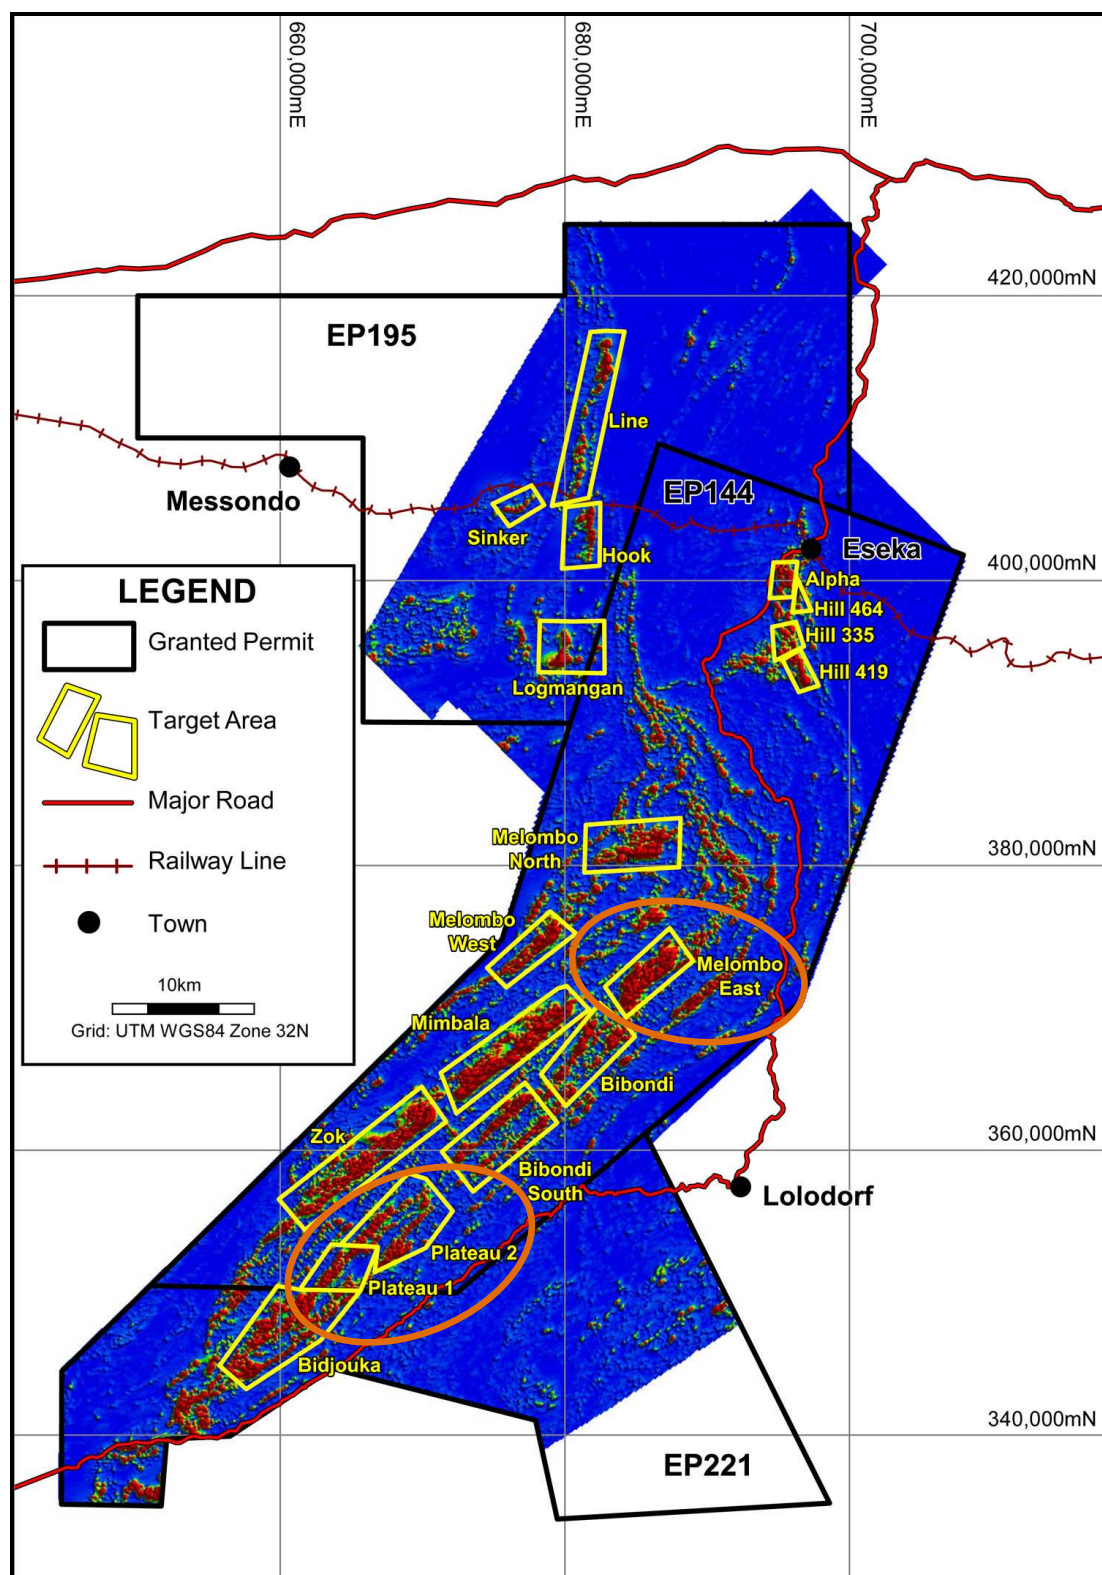 660,000mE
680,000mE
700,000mE
420,000mN
EP195
Line
EP144
Messondo
Sinker
Hook
Eseka
Alpha
Hill 464
Hill 335
Hill 419
Logmangan
400,000mN
LEGEND
Granted Permit
Target Area
Major Road
Railway Line
Town
10km
Grid: UTM WGS84 Zone 32N
Melombo
North
380,000mN
Melombo
West
Melombo
East
Mimbala
Bibondi
Zok
360,000mN
Bibondi
South
Lolodorf
Plateau 2
Plateau 1
Bidjouka
340,000mN
EP221